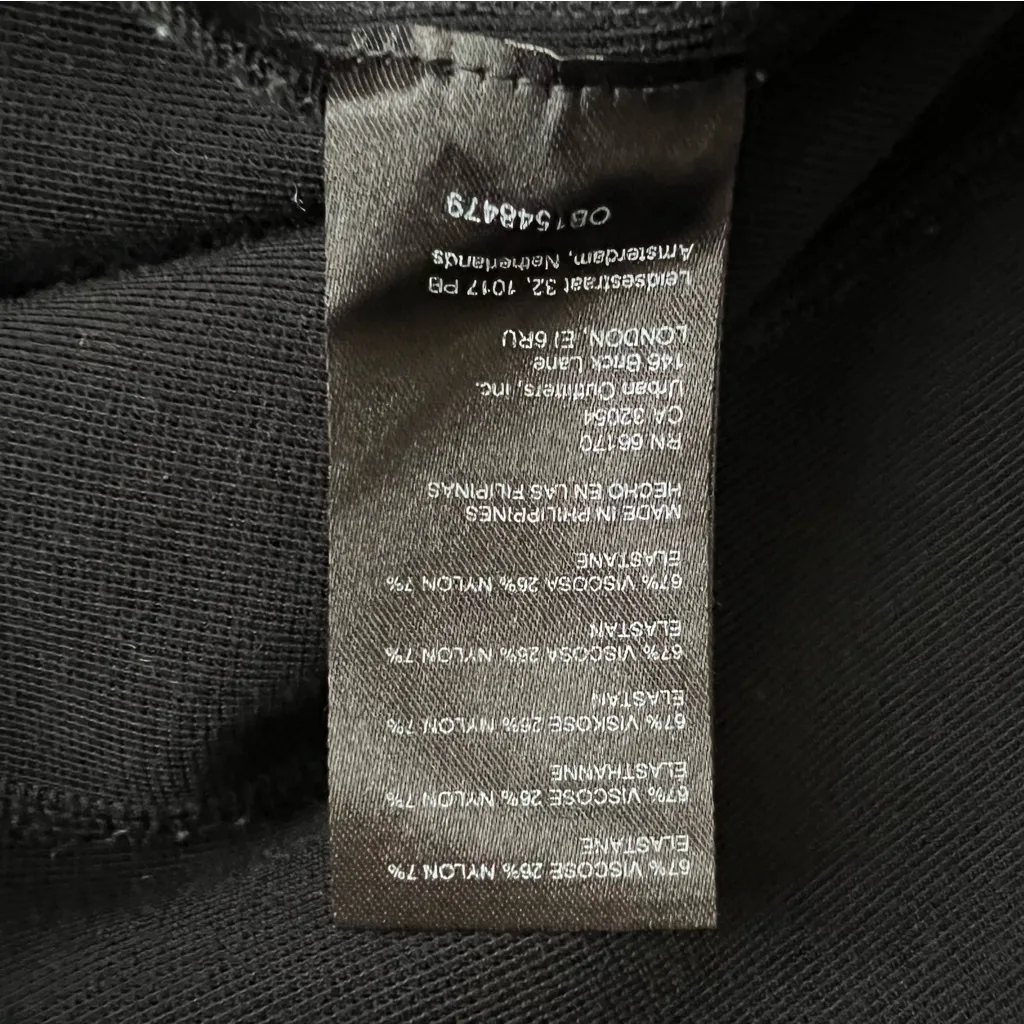 67% VISCOSE 26% NYLON 7%
ELASTANE
67% VISCOSE 26% NYLON 7%
ELASTHANNE
67% VISKOSE 26% NYLON 7%
ELASTAN
67% VISCOSA 26% NYLON 7%
ELASTAN
67% VISCOSA 26% NYLON 7%
ELASTANE
MADE IN PHILIPPINES
HECHO EN LAS FILIPINAS
RN 66170
CA 32054
Urban Outfitters, Inc.
146 Brick Lane
LONDON, EI 6RU
Leidsestraat 32, 1017 PB
Amsterdam, Netherlands
OB1548479